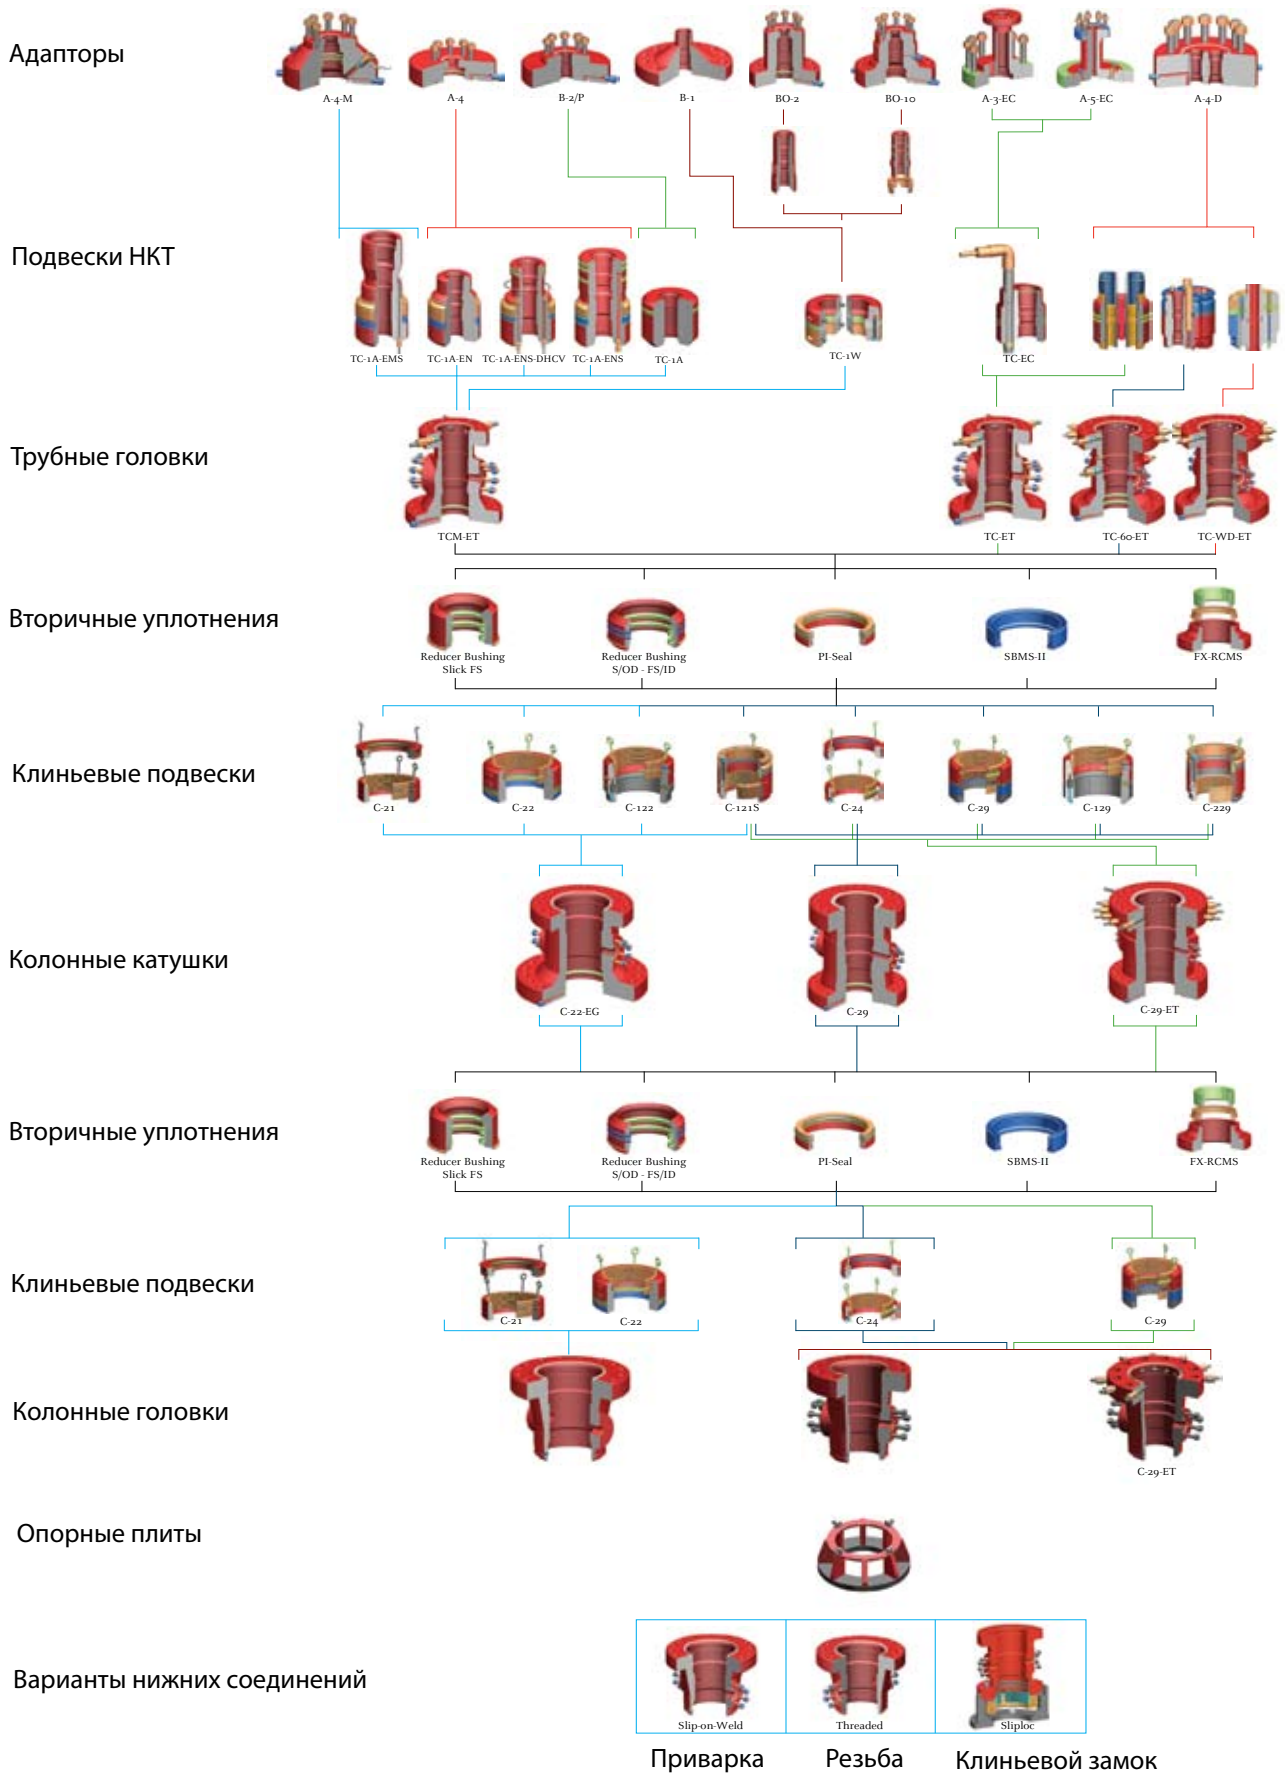 Адапторы
A-4-M
A-4
B-2/P
B-1
BO-2
BO-10
A-3-EC
A-5-EC
A-4-D
Подвески НКТ
TC-1A-EMS
TC-1A-EN
TC-1A-ENS-DHCV
TC-1A-ENS
TC-1A
TC-1W
TC-EC
Трубные головки
TCM-ET
TC-ET
TC-60-ET
TC-WD-ET
Вторичные уплотнения
Reducer Bushing
Slick FS
Reducer Bushing
S/OD - FS/ID
PI-Seal
SBMS-II
FX-RCMS
Клиньевые подвески
C-21
C-22
C-122
C-121S
C-24
C-29
C-129
C-229
Колонные катушки
C-22-EG
C-29
C-29-ET
Вторичные уплотнения
Reducer Bushing
Slick FS
Reducer Bushing
S/OD - FS/ID
PI-Seal
SBMS-II
FX-RCMS
Клиньевые подвески
C-21
C-22
C-24
C-29
Колонные головки
C-29-ET
Опорные плиты
Варианты нижних соединений
Slip-on-Weld
Threaded
Sliploc
Приварка
Резьба
Клиньевой замок